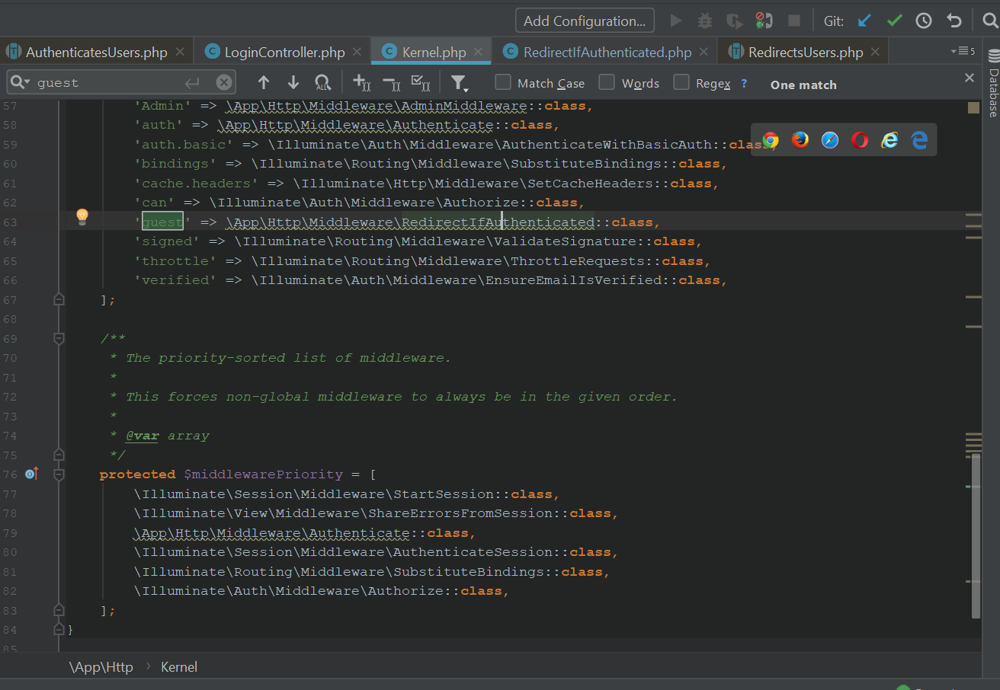 Add Configuration...
Git:
AuthenticatesUsers.php
LoginController.php
Kernel.php
RedirectIfAuthenticated.php
RedirectsUsers.php
5
guest
Match Case
Words
Regex
?
One match
Database
57 'Admin' => \App\Http\Middleware\AdminMiddleware::class,
58 'auth' => \App\Http\Middleware\Authenticate::class,
59 'auth.basic' => \Illuminate\Auth\Middleware\AuthenticateWithBasicAuth::class,
60 'bindings' => \Illuminate\Routing\Middleware\SubstituteBindings::class,
61 'cache.headers' => \Illuminate\Http\Middleware\SetCacheHeaders::class,
62 'can' => \Illuminate\Auth\Middleware\Authorize::class,
63 'guest' => \App\Http\Middleware\RedirectIfAuthenticated::class,
64 'signed' => \Illuminate\Routing\Middleware\ValidateSignature::class,
65 'throttle' => \Illuminate\Routing\Middleware\ThrottleRequests::class,
66 'verified' => \Illuminate\Auth\Middleware\EnsureEmailIsVerified::class,
67 ];
68
69 /**
70 * The priority-sorted list of middleware.
71 *
72 * This forces non-global middleware to always be in the given order.
73 *
74 * @var array
75 */
76 protected $middlewarePriority = [
77 \Illuminate\Session\Middleware\StartSession::class,
78 \Illuminate\View\Middleware\ShareErrorsFromSession::class,
79 \App\Http\Middleware\Authenticate::class,
80 \Illuminate\Session\Middleware\AuthenticateSession::class,
81 \Illuminate\Routing\Middleware\SubstituteBindings::class,
82 \Illuminate\Auth\Middleware\Authorize::class,
83 ];
84 }
85
\App\Http › Kernel